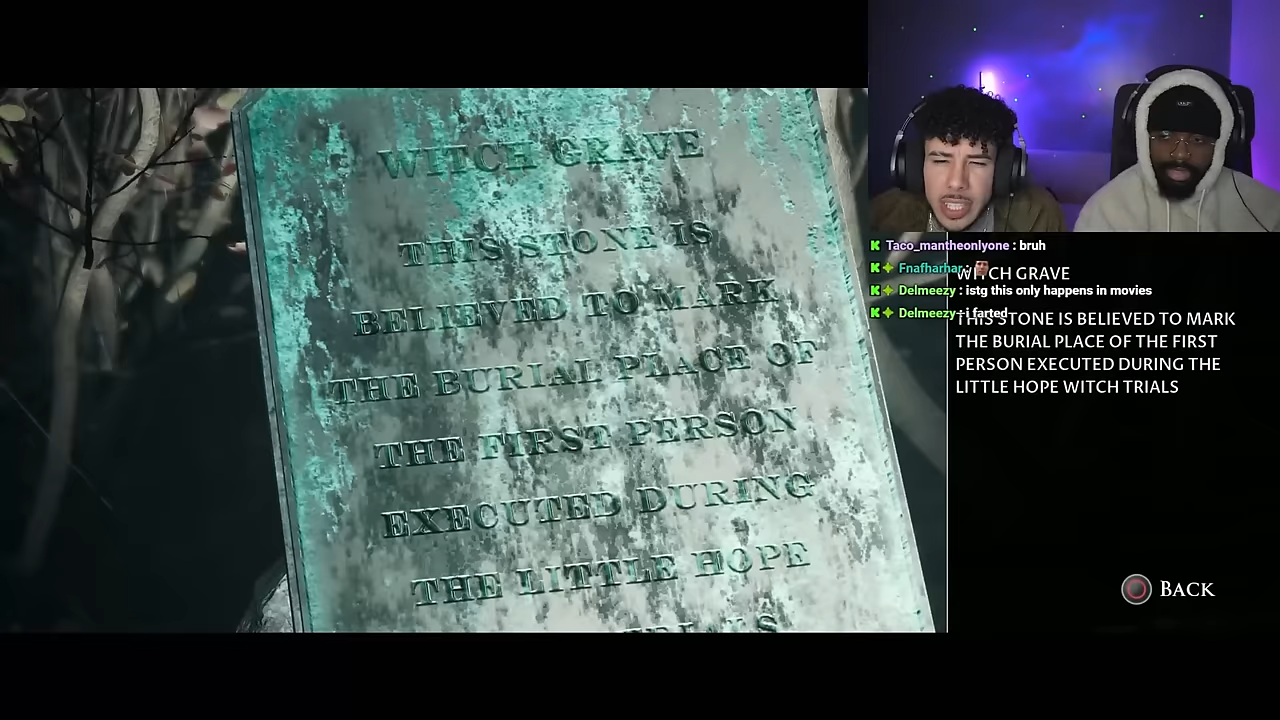 WITCH GRAVE
THIS STONE IS
BELIEVED TO MARK
THE BURIAL PLACE OF
THE FIRST PERSON
EXECUTED DURING
THE LITTLE HOPE
TRIALS
Taco_mantheonlyone : bruh
Fnafharhar :
Delmeezy : istg this only happens in movies
Delmeezy : i farted
WITCH GRAVE
THIS STONE IS BELIEVED TO MARK
THE BURIAL PLACE OF THE FIRST
PERSON EXECUTED DURING THE
LITTLE HOPE WITCH TRIALS
BACK